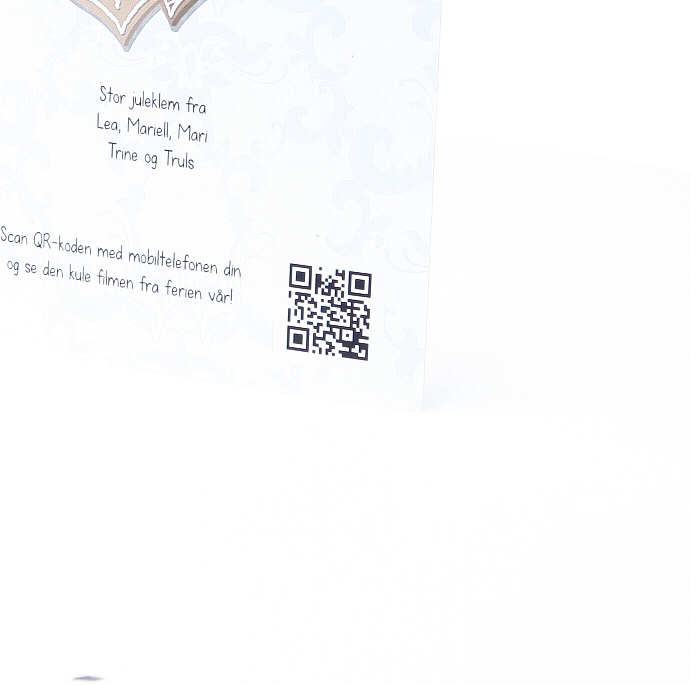 Stor juleklem fra
Lea, Mariell, Mari
Trine og Truls
Scan QR-koden med mobiltelefonen din
og se den kule filmen fra ferien vår!